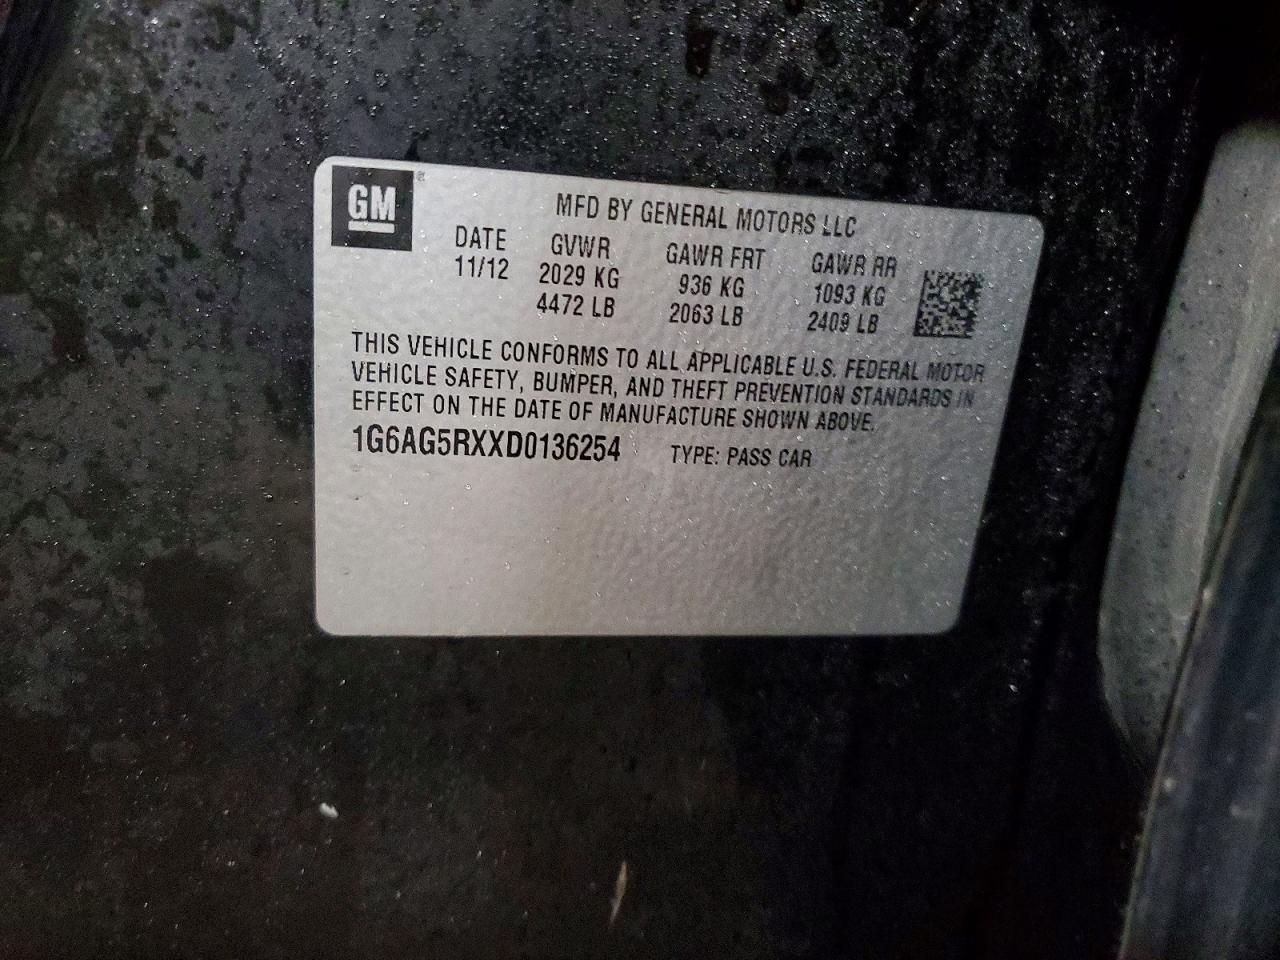 GM®
MFD BY GENERAL MOTORS LLC
DATE GVWR GAWR FRT GAWR RR
11/12 2029 KG 936 KG 1093 KG
4472 LB 2063 LB 2409 LB
THIS VEHICLE CONFORMS TO ALL APPLICABLE U.S. FEDERAL MOTOR
VEHICLE SAFETY, BUMPER, AND THEFT PREVENTION STANDARDS IN
EFFECT ON THE DATE OF MANUFACTURE SHOWN ABOVE.
1G6AG5RXXD0136254 TYPE: PASS CAR